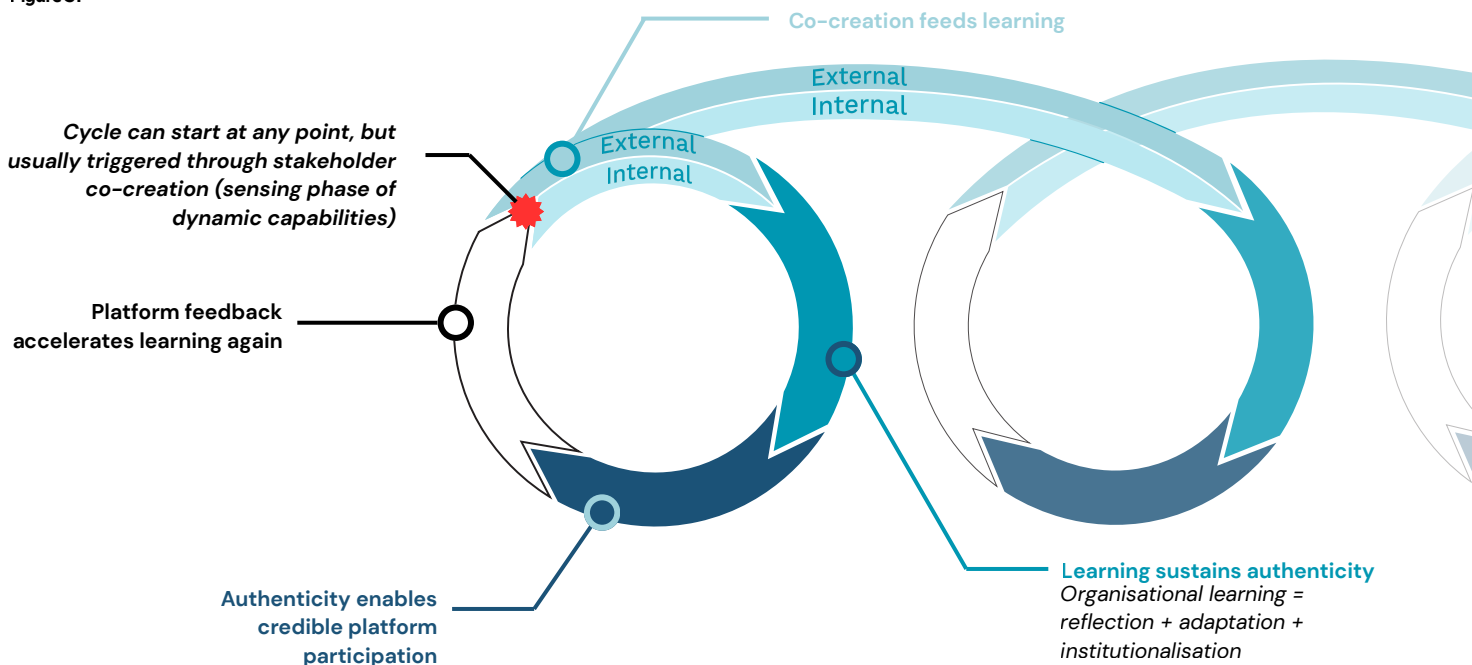 Co-creation feeds learning
External
Internal
External
Internal
Cycle can start at any point, but
usually triggered through stakeholder
co-creation (sensing phase of
dynamic capabilities)
Platform feedback
accelerates learning again
Learning sustains authenticity
Organisational learning =
reflection + adaptation +
institutionalisation
Authenticity enables
credible platform
participation